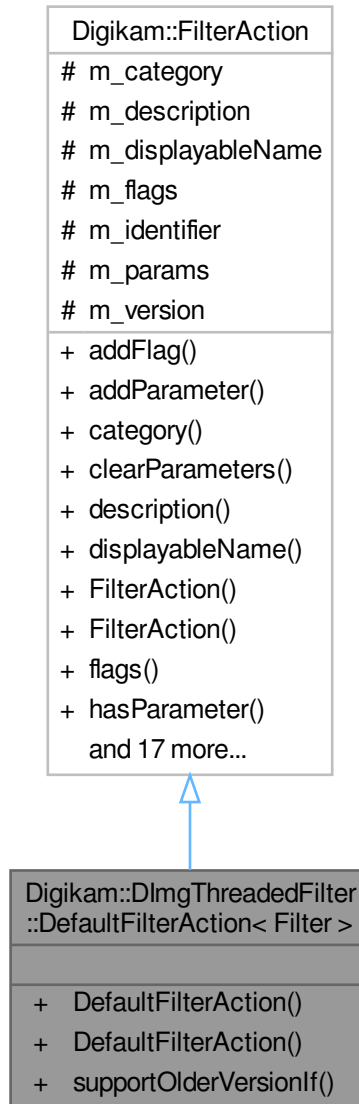 Digikam::FilterAction
# m_category
# m_description
# m_displayableName
# m_flags
# m_identifier
# m_params
# m_version
+ addFlag()
+ addParameter()
+ category()
+ clearParameters()
+ description()
+ displayableName()
+ FilterAction()
+ FilterAction()
+ flags()
+ hasParameter()
and 17 more...
Digikam::DImgThreadedFilter
::DefaultFilterAction< Filter >
+ DefaultFilterAction()
+ DefaultFilterAction()
+ supportOlderVersionIf()